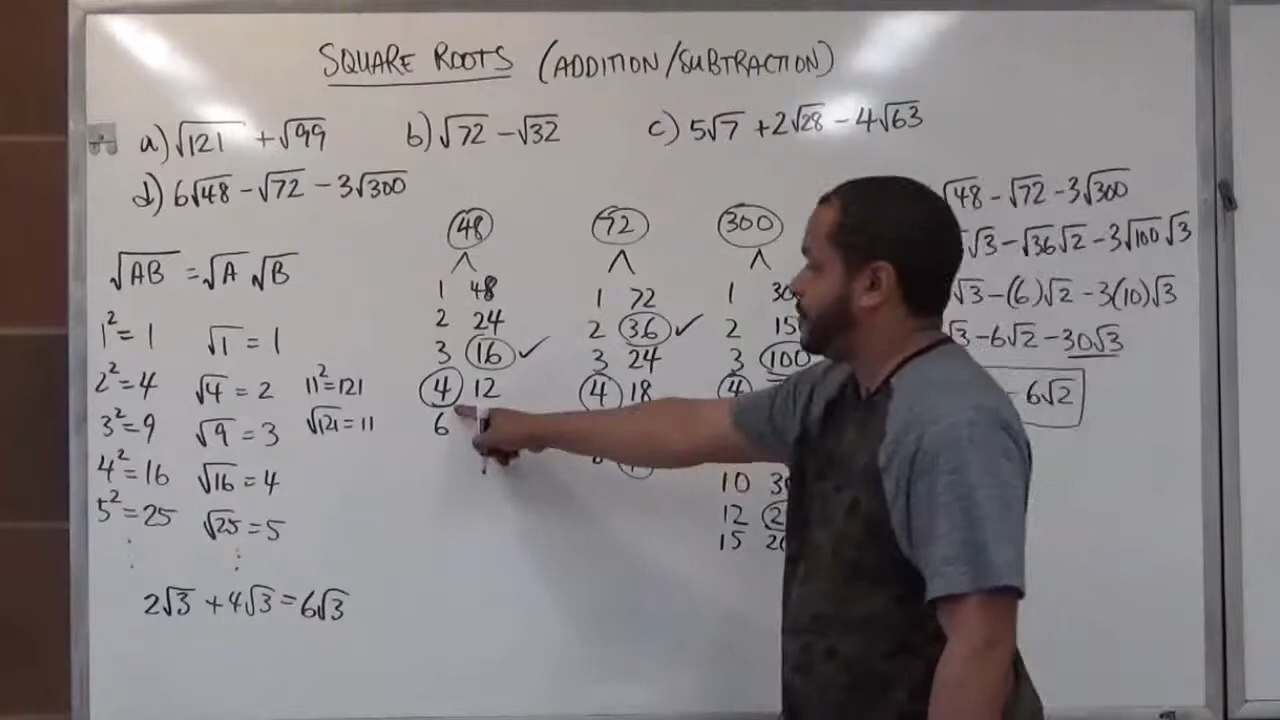 SQUARE ROOTS (ADDITION/SUBTRACTION)
a) √121 + √99
b) √72 - √32
c) 5√7 + 2√28 - 4√63
d) 6√48 - √72 - 3√300
√AB = √A √B
1² = 1 √1 = 1
2² = 4 √4 = 2 11² = 121
3² = 9 √9 = 3 √121 = 11
4² = 16 √16 = 4
5² = 25 √25 = 5
2√3 + 4√3 = 6√3
48
1 48
2 24
3 16 ✓
4 12
6
72
1 72
2 36 ✓
3 24
4 18
300
1
2
3 100
4
10
12
15
√48 - √72 - 3√300
√3 - √36√2 - 3√100√3
√3 - (6)√2 - 3(10)√3
√3 - 6√2 - 30√3
- 6√2